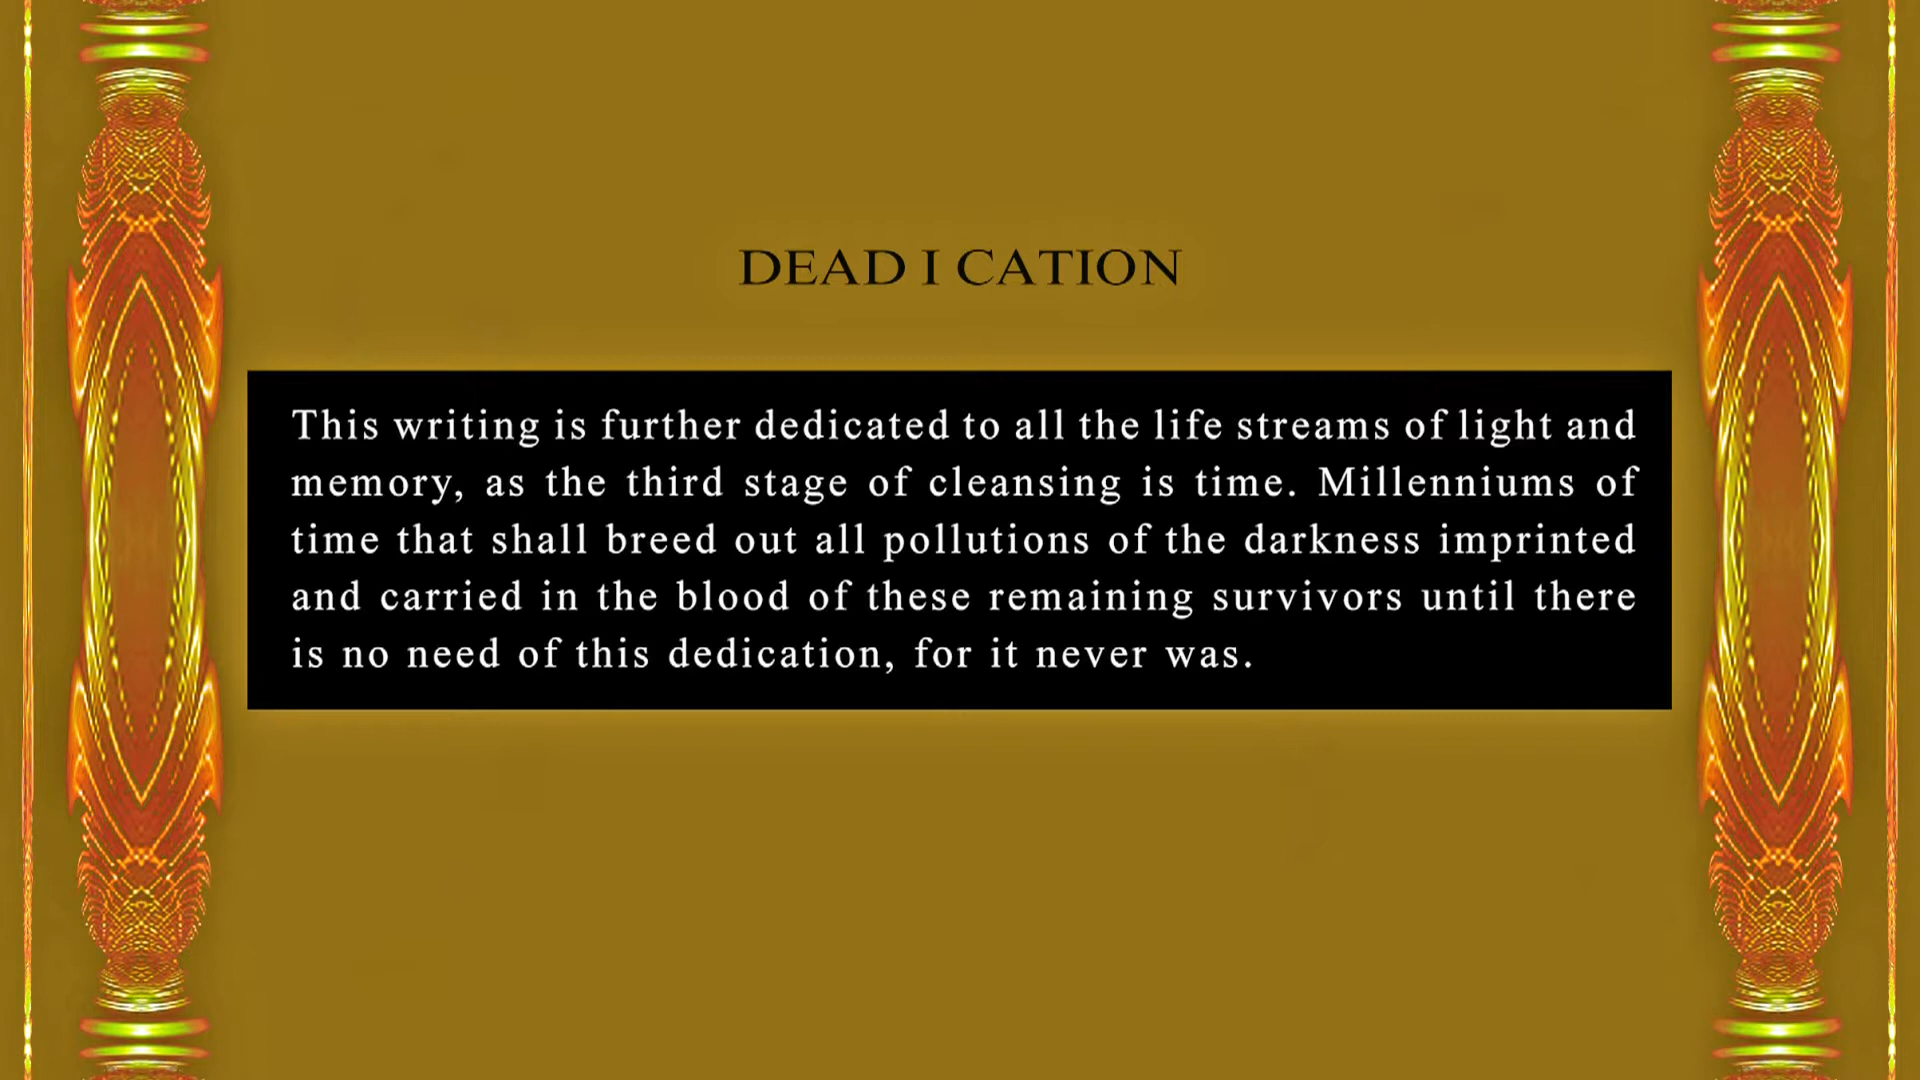 DEAD I CATION
This writing is further dedicated to all the life streams of light and
memory, as the third stage of cleansing is time. Millenniums of
time that shall breed out all pollutions of the darkness imprinted
and carried in the blood of these remaining survivors until there
is no need of this dedication, for it never was.